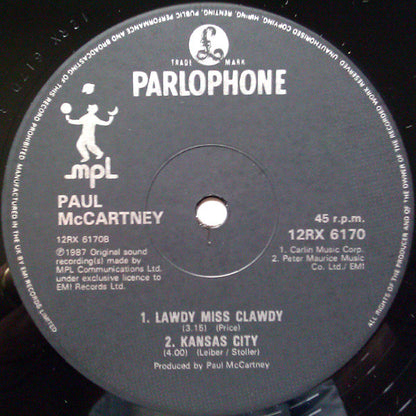 ALL RIGHTS OF THE PRODUCER AND OF THE OWNER OF THE RECORDED WORK RESERVED. UNAUTHORISED COPYING, HIRING, RENTING, PUBLIC PERFORMANCE AND BROADCASTING OF THIS RECORD PROHIBITED. MANUFACTURED IN THE UK BY EMI RECORDS LIMITED
£
TRADE MARK
PARLOPHONE
mpL
PAUL
McCARTNEY
45 r.p.m.
12RX 6170B
12RX 6170
℗1987 Original sound
recording(s) made by
MPL Communications Ltd.
under exclusive licence to
EMI Records Ltd.
1. Carlin Music Corp.
2. Peter Maurice Music
Co. Ltd./EMI
1. LAWDY MISS CLAWDY
(3.15) (Price)
2. KANSAS CITY
(4.00) (Leiber / Stoller)
Produced by Paul McCartney